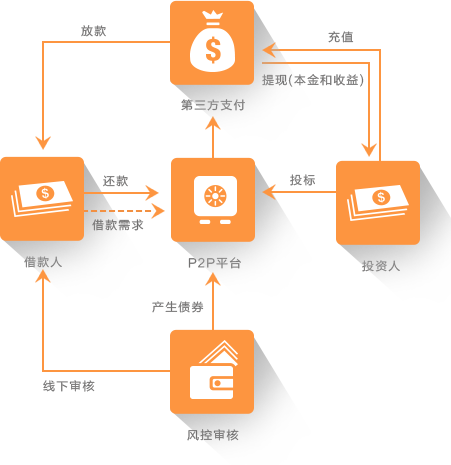 放款
充值
提现(本金和收益)
第三方支付
还款
投标
借款需求
借款人
P2P平台
投资人
产生债券
线下审核
风控审核